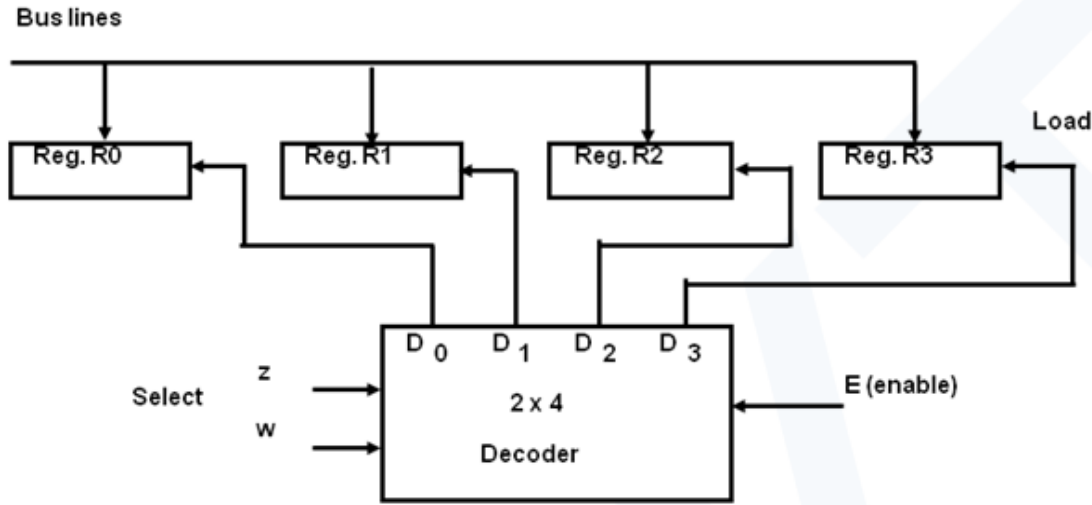 Bus lines
Load
Reg. R0 Reg. R1 Reg. R2 Reg. R3
D 0 D 1 D 2 D 3
z
Select
2 x 4
E (enable)
w
Decoder